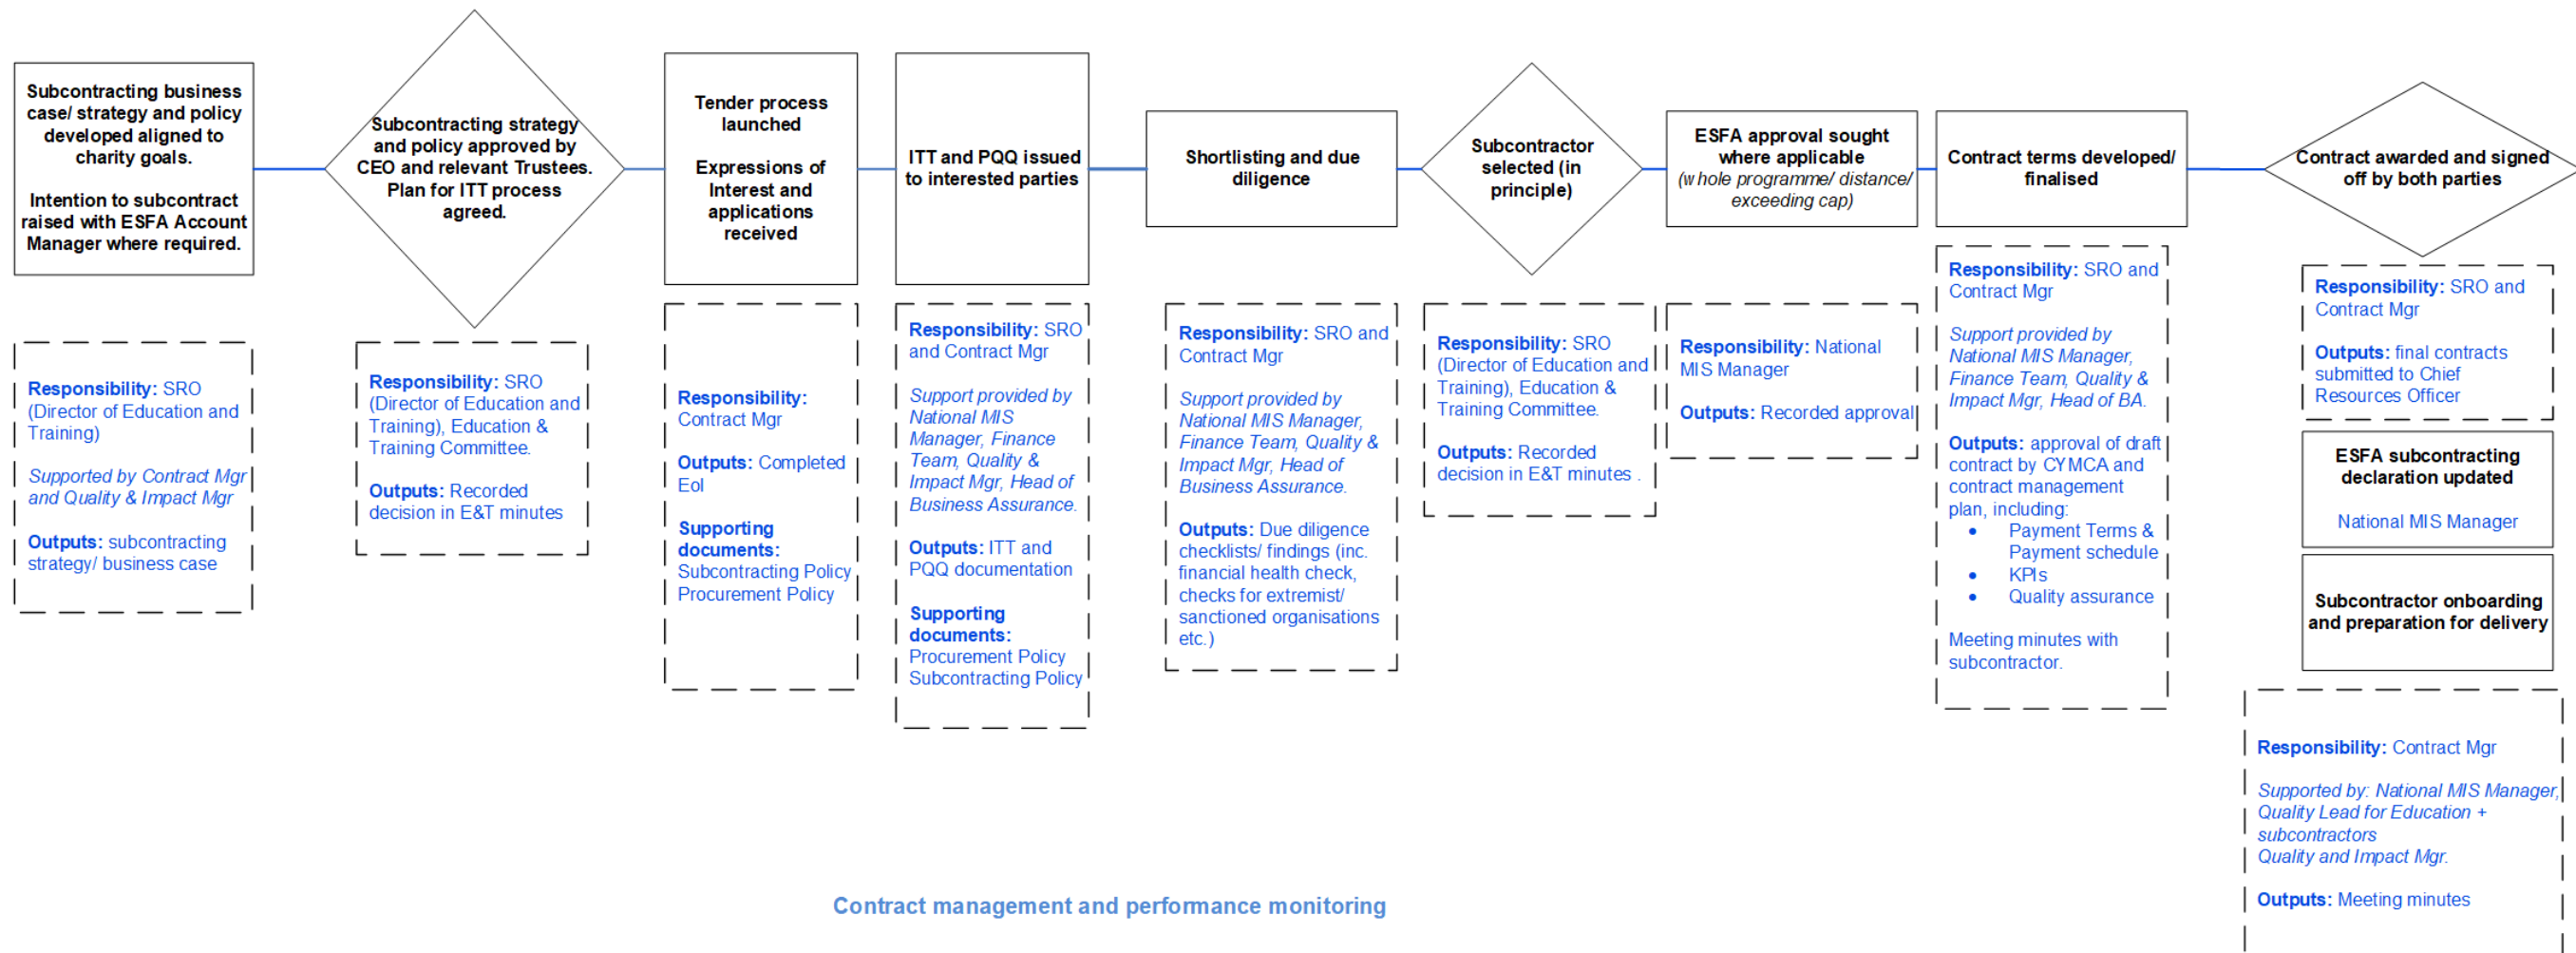 Subcontracting business
case/ strategy and policy
developed aligned to
charity goals.
Intention to subcontract
raised with ESFA Account
Manager where required.
Subcontracting strategy
and policy approved by
CEO and relevant Trustees.
Plan for ITT process
agreed.
Tender process
launched
Expressions of
Interest and
applications
received
ITT and PQQ issued
to interested parties
Shortlisting and due
diligence
Subcontractor
selected (in
principle)
ESFA approval sought
where applicable
(whole programme/ distance/
exceeding cap)
Contract terms developed/
finalised
Contract awarded and signed
off by both parties
Responsibility: SRO
(Director of Education and
Training)
Supported by Contract Mgr
and Quality & Impact Mgr
Outputs: subcontracting
strategy/ business case
Responsibility: SRO
(Director of Education and
Training), Education &
Training Committee.
Outputs: Recorded
decision in E&T minutes
Responsibility:
Contract Mgr
Outputs: Completed
EoI
Supporting
documents:
Subcontracting Policy
Procurement Policy
Responsibility: SRO
and Contract Mgr
Support provided by
National MIS
Manager, Finance
Team, Quality &
Impact Mgr, Head of
Business Assurance.
Outputs: ITT and
PQQ documentation
Supporting
documents:
Procurement Policy
Subcontracting Policy
Responsibility: SRO and
Contract Mgr
Support provided by
National MIS Manager,
Finance Team, Quality &
Impact Mgr, Head of
Business Assurance.
Outputs: Due diligence
checklists/ findings (inc.
financial health check,
checks for extremist/
sanctioned organisations
etc.)
Responsibility: SRO
(Director of Education and
Training), Education &
Training Committee.
Outputs: Recorded
decision in E&T minutes .
Responsibility: National
MIS Manager
Outputs: Recorded approval
Responsibility: SRO and
Contract Mgr
Support provided by
National MIS Manager,
Finance Team, Quality &
Impact Mgr, Head of BA.
Outputs: approval of draft
contract by CYMCA and
contract management
plan, including:
• Payment Terms &
Payment schedule
• KPIs
• Quality assurance
Meeting minutes with
subcontractor.
Responsibility: SRO and
Contract Mgr
Outputs: final contracts
submitted to Chief
Resources Officer
ESFA subcontracting
declaration updated
National MIS Manager
Subcontractor onboarding
and preparation for delivery
Responsibility: Contract Mgr
Supported by: National MIS Manager,
Quality Lead for Education +
subcontractors
Quality and Impact Mgr.
Outputs: Meeting minutes
Contract management and performance monitoring